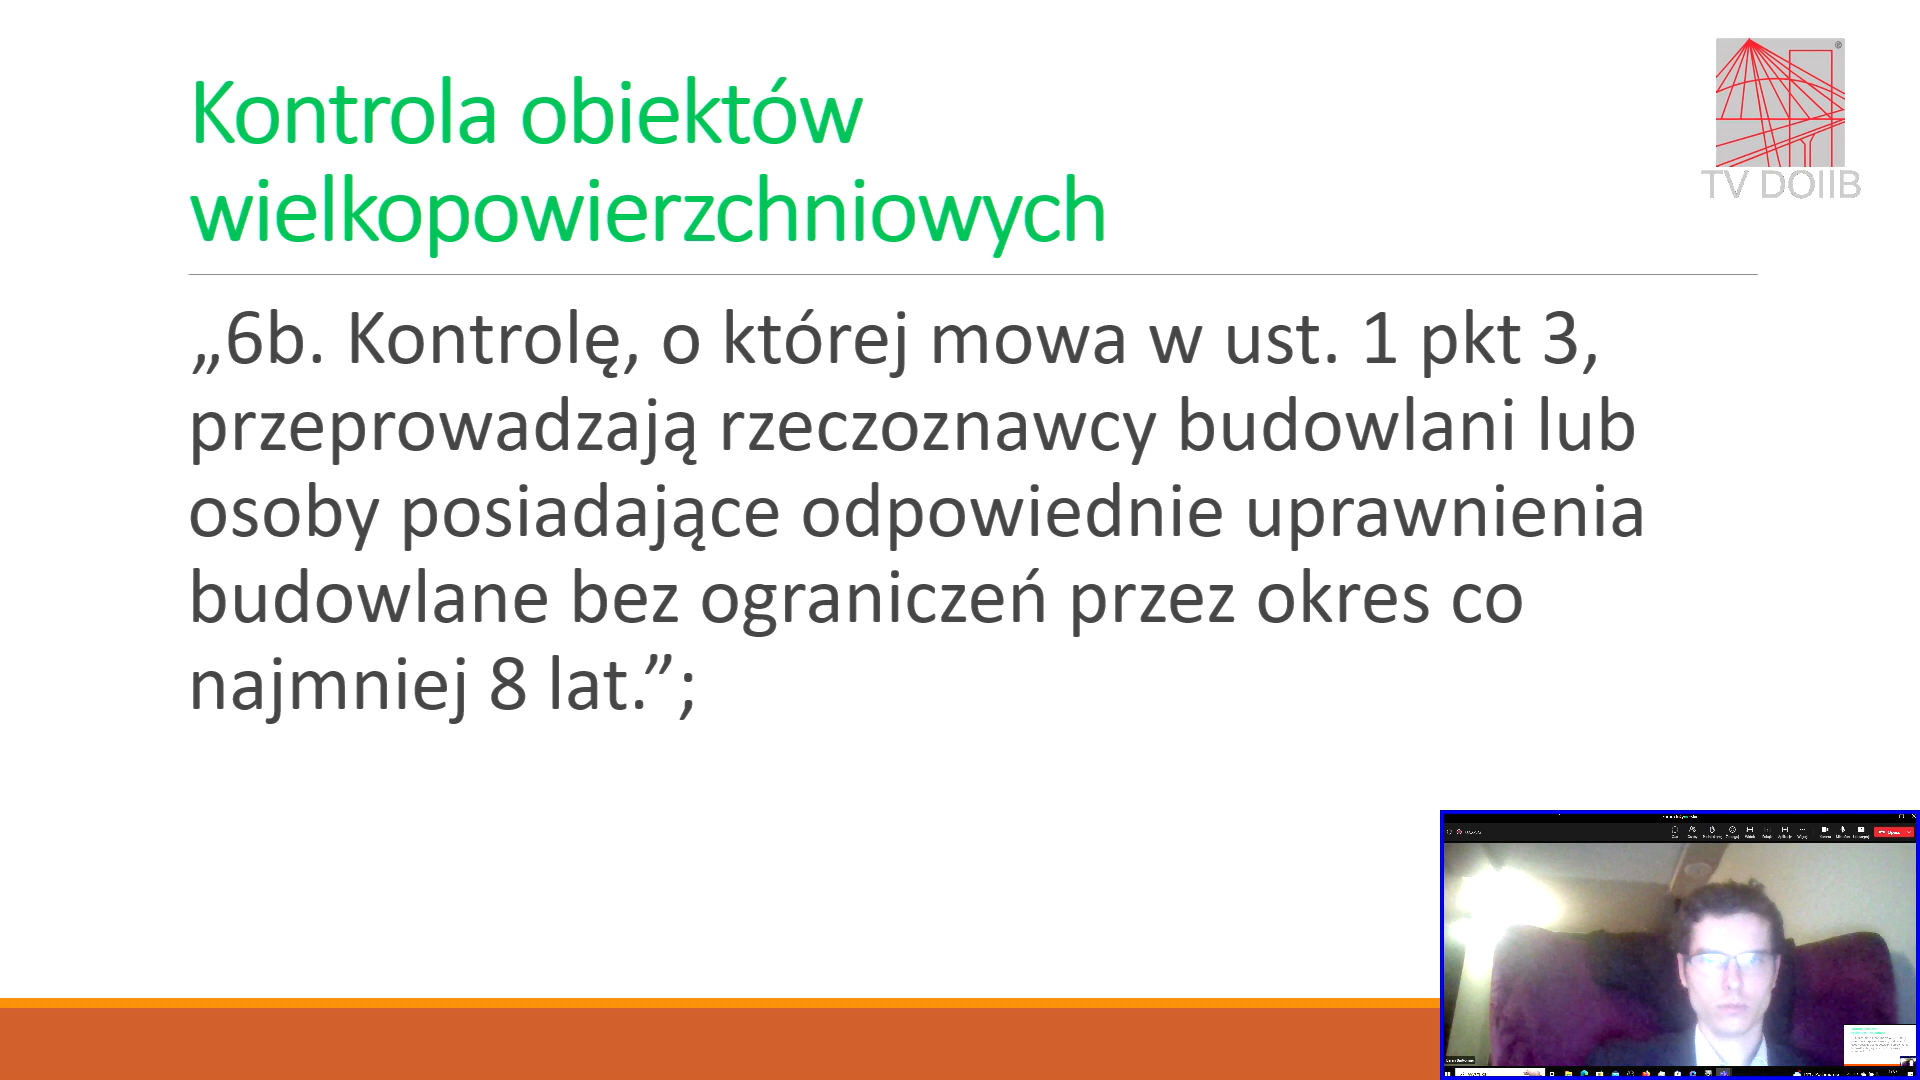 Kontrola obiektów
wielkopowierzchniowych
TV DOIIB
„6b. Kontrolę, o której mowa w ust. 1 pkt 3,
przeprowadzają rzeczoznawcy budowlani lub
osoby posiadające odpowiednie uprawnienia
budowlane bez ograniczeń przez okres co
najmniej 8 lat.”;